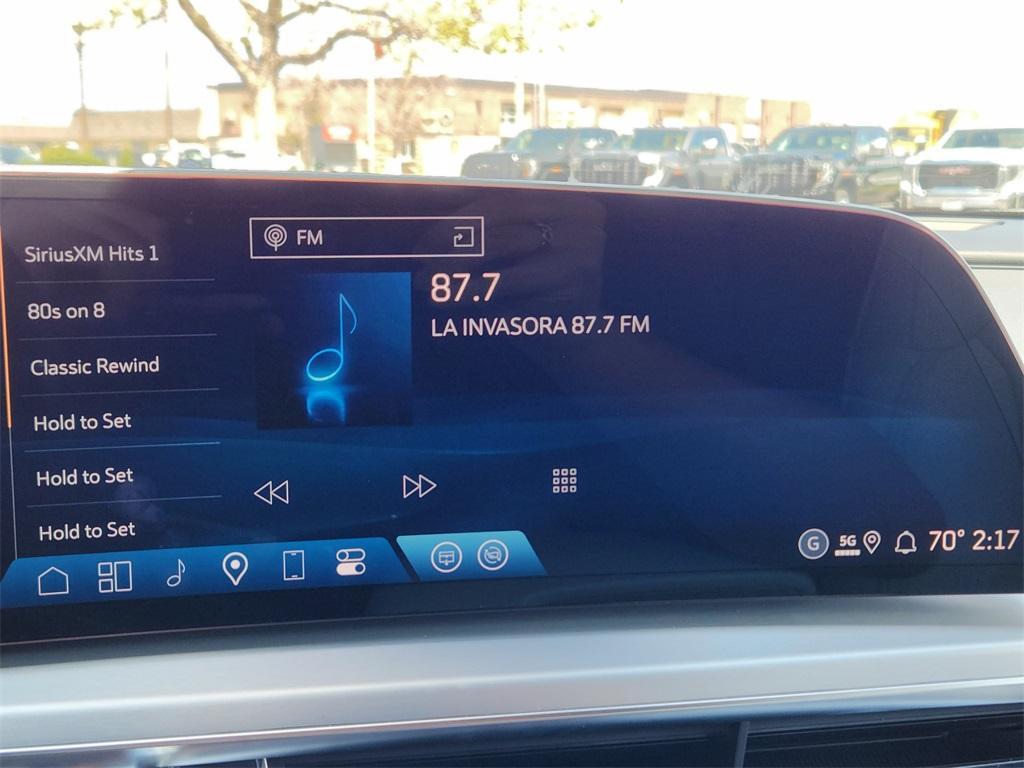 SiriusXM Hits 1
80s on 8
Classic Rewind
Hold to Set
Hold to Set
Hold to Set
FM
87.7
LA INVASORA 87.7 FM
G
5G
70° 2:17